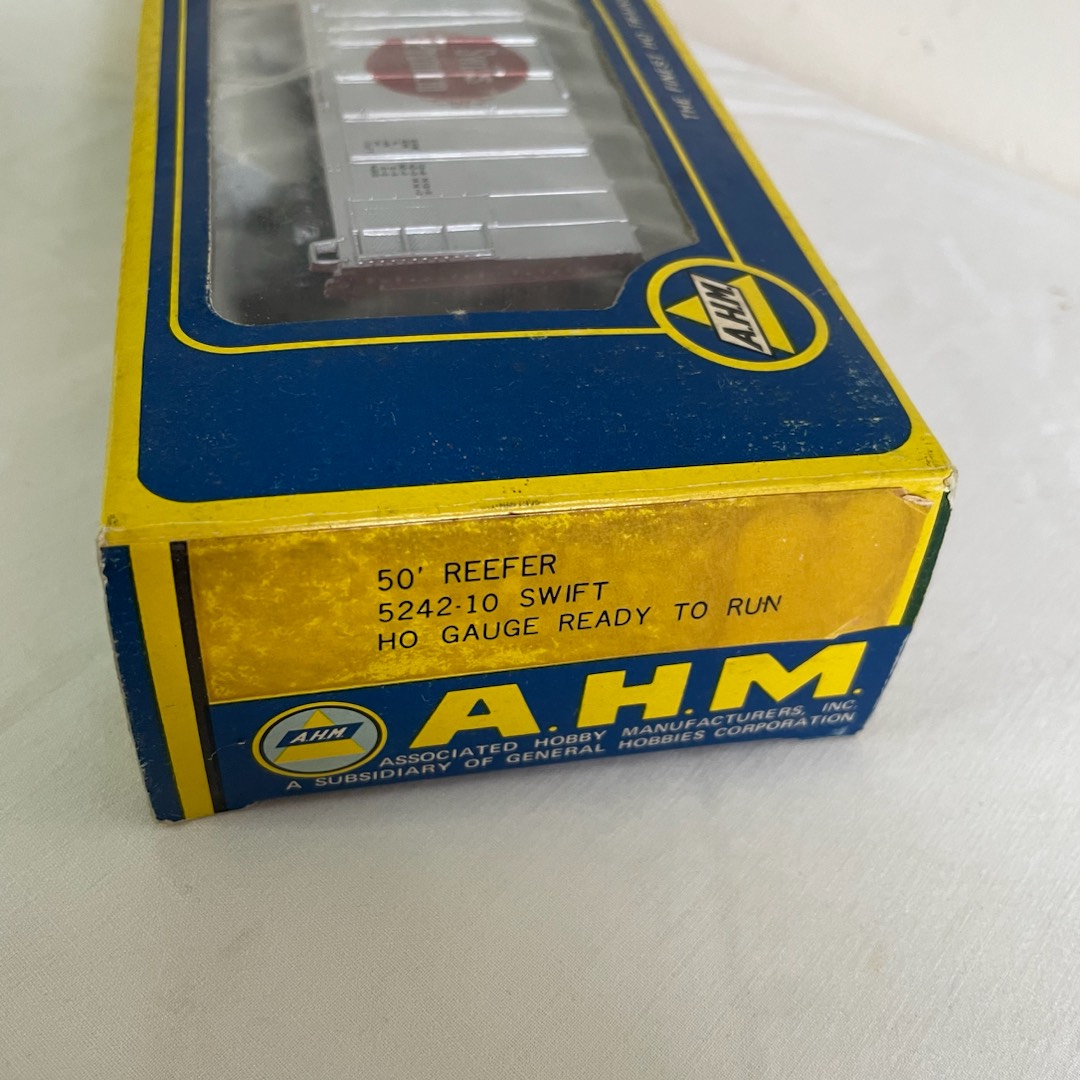 THE FINEST HO
A.H.M.
50' REEFER
5242-10 SWIFT
HO GAUGE READY TO RUN
A.H.M.
A.H.M.
ASSOCIATED HOBBY MANUFACTURERS, INC.
A SUBSIDIARY OF GENERAL HOBBIES CORPORATION